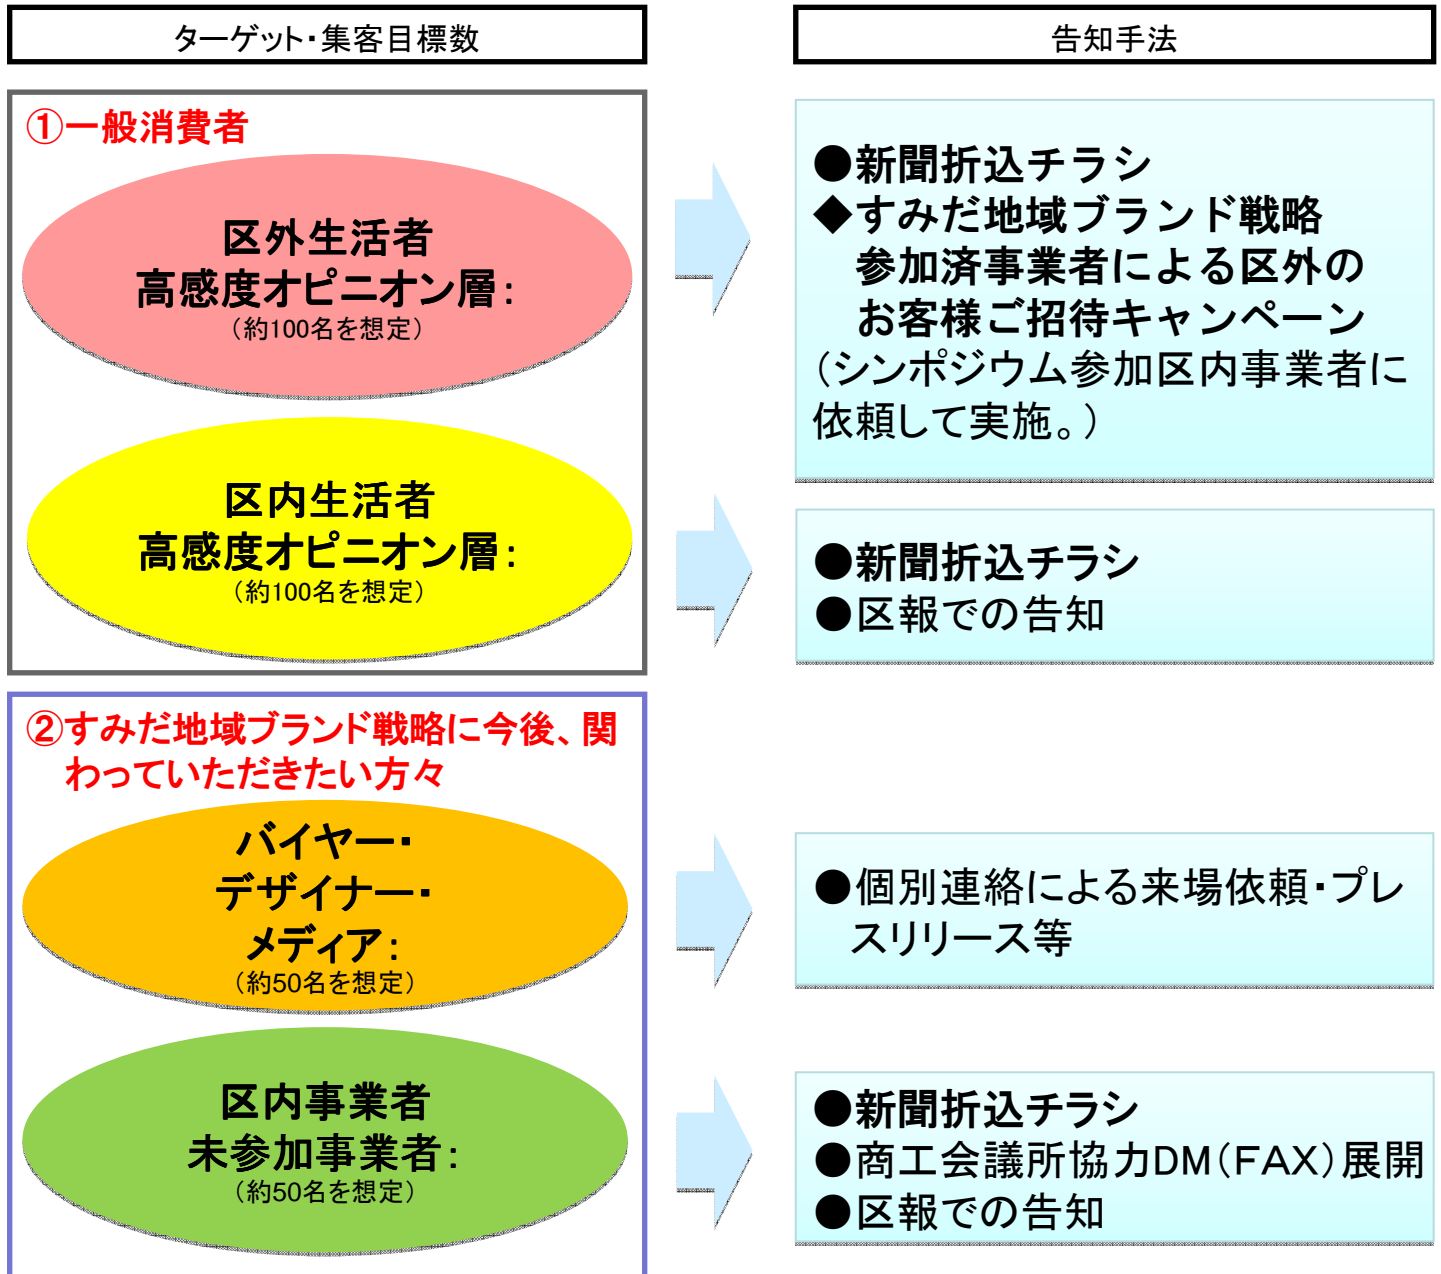 ターゲット・集客目標数
告知手法
①一般消費者
区外生活者
高感度オピニオン層：
（約100名を想定）
●新聞折込チラシ
◆すみだ地域ブランド戦略
参加済事業者による区外の
お客様ご招待キャンペーン
（シンポジウム参加区内事業者に
依頼して実施。）
区内生活者
高感度オピニオン層：
（約100名を想定）
●新聞折込チラシ
●区報での告知
②すみだ地域ブランド戦略に今後、関
わっていただきたい方々
バイヤー・
デザイナー・
メディア：
（約50名を想定）
●個別連絡による来場依頼・プレ
スリリース等
区内事業者
未参加事業者：
（約50名を想定）
●新聞折込チラシ
●商工会議所協力DM（FAX）展開
●区報での告知